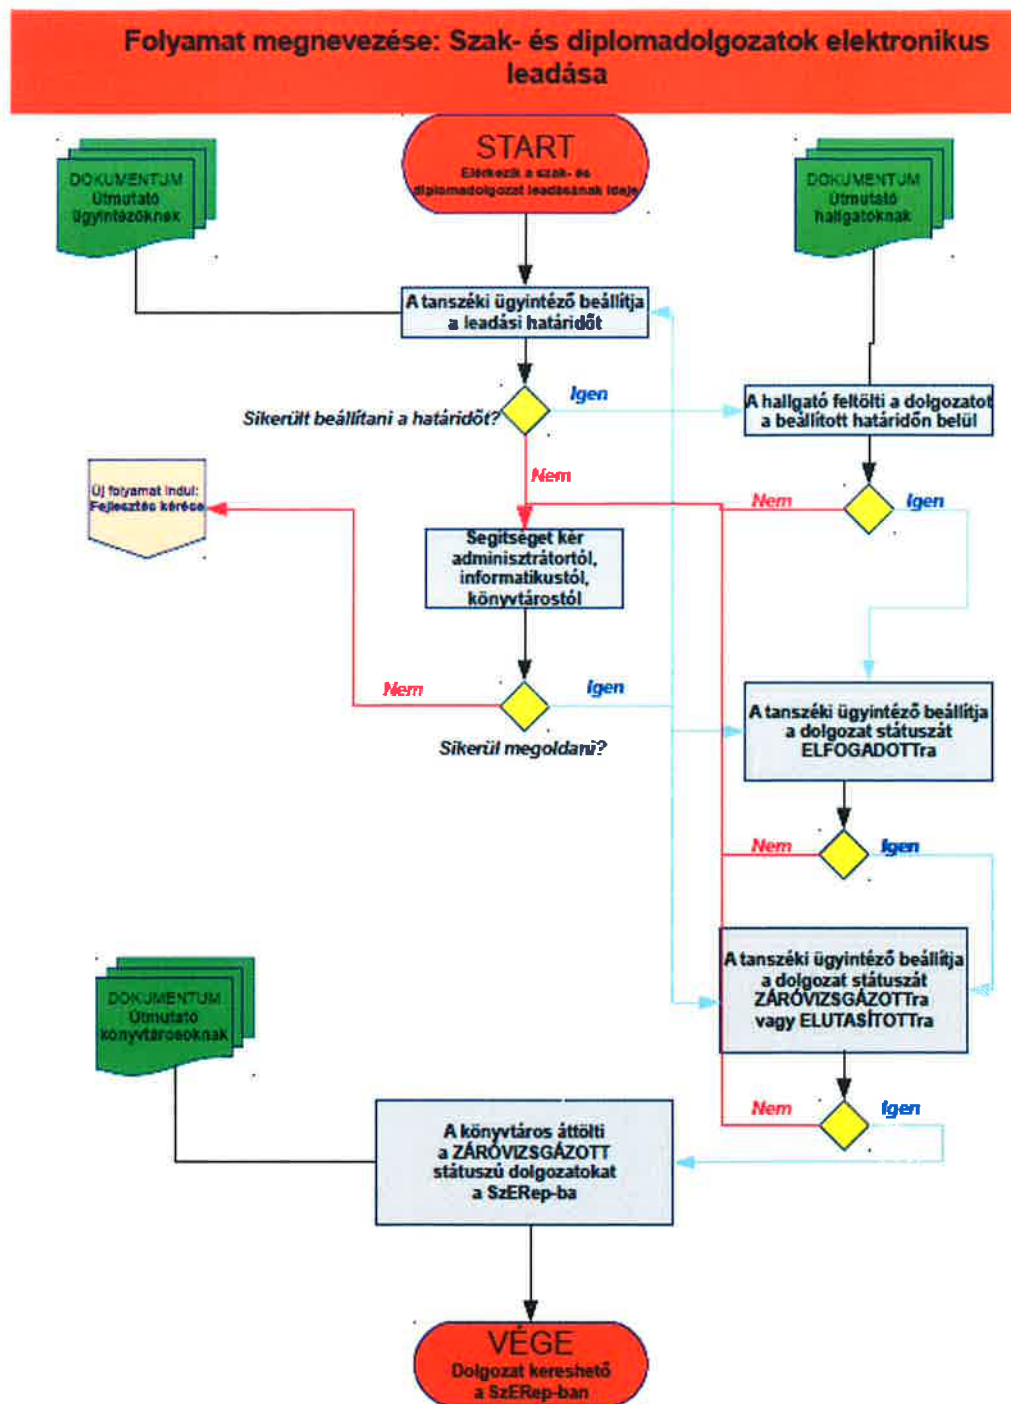 Folyamat megnevezése: Szak- és diplomadolgozatok elektronikus
leadása
START
Elérkezik a szak- és
diplomadolgozat leadásának ideje
DOKUMENTUM
Útmutató
ügyintézőknek
DOKUMENTUM
Útmutató
hallgatóknak
A tanszéki ügyintéző beállítja
a leadási határidőt
Igen
Sikerült beállítani a határidőt?
A hallgató feltölti a dolgozatot
a beállított határidőn belül
Nem
Új folyamat indul:
Fejlesztés kérése
Nem
Igen
Segítséget kér
adminisztrátortól,
informatikustól,
könyvtárostól
Nem
Igen
Sikerül megoldani?
A tanszéki ügyintéző beállítja
a dolgozat státuszát
ELFOGADOTTra
Nem
Igen
A tanszéki ügyintéző beállítja
a dolgozat státuszát
ZÁRÓVIZSGÁZOTTra
vagy ELUTASÍTOTTra
DOKUMENTUM
Útmutató
könyvtárosoknak
Nem
Igen
A könyvtáros áttölti
a ZÁRÓVIZSGÁZOTT
státuszú dolgozatokat
a SzERep-ba
VÉGE
Dolgozat kereshető
a SzERep-ban